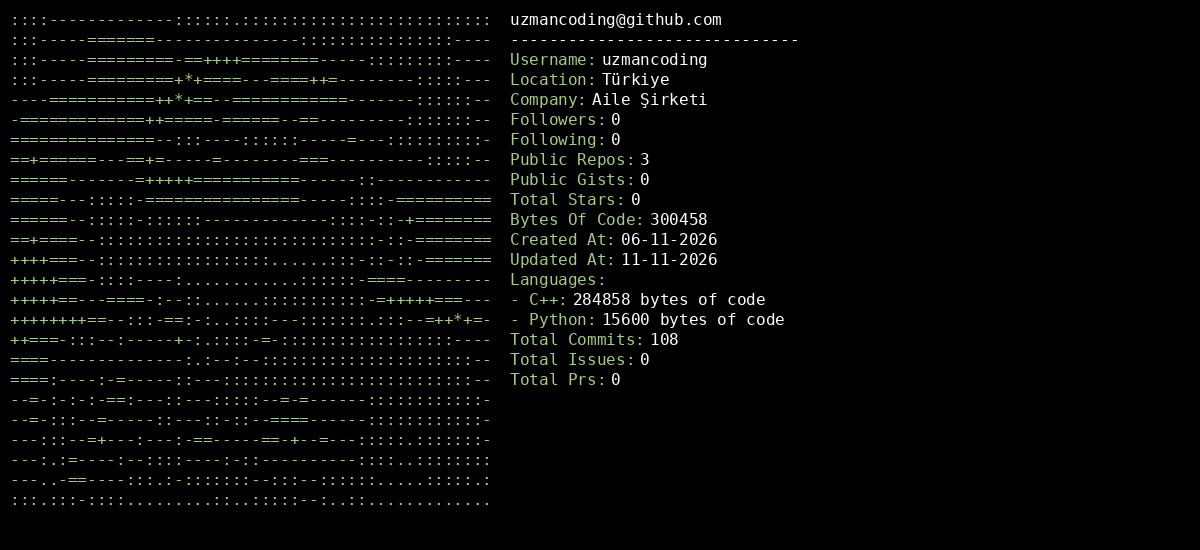 uzmancoding@github.com
------------------------------
Username: uzmancoding
Location: Türkiye
Company: Aile Şirketi
Followers: 0
Following: 0
Public Repos: 3
Public Gists: 0
Total Stars: 0
Bytes Of Code: 300458
Created At: 06-11-2026
Updated At: 11-11-2026
Languages:
- C++: 284858 bytes of code
- Python: 15600 bytes of code
Total Commits: 108
Total Issues: 0
Total Prs: 0